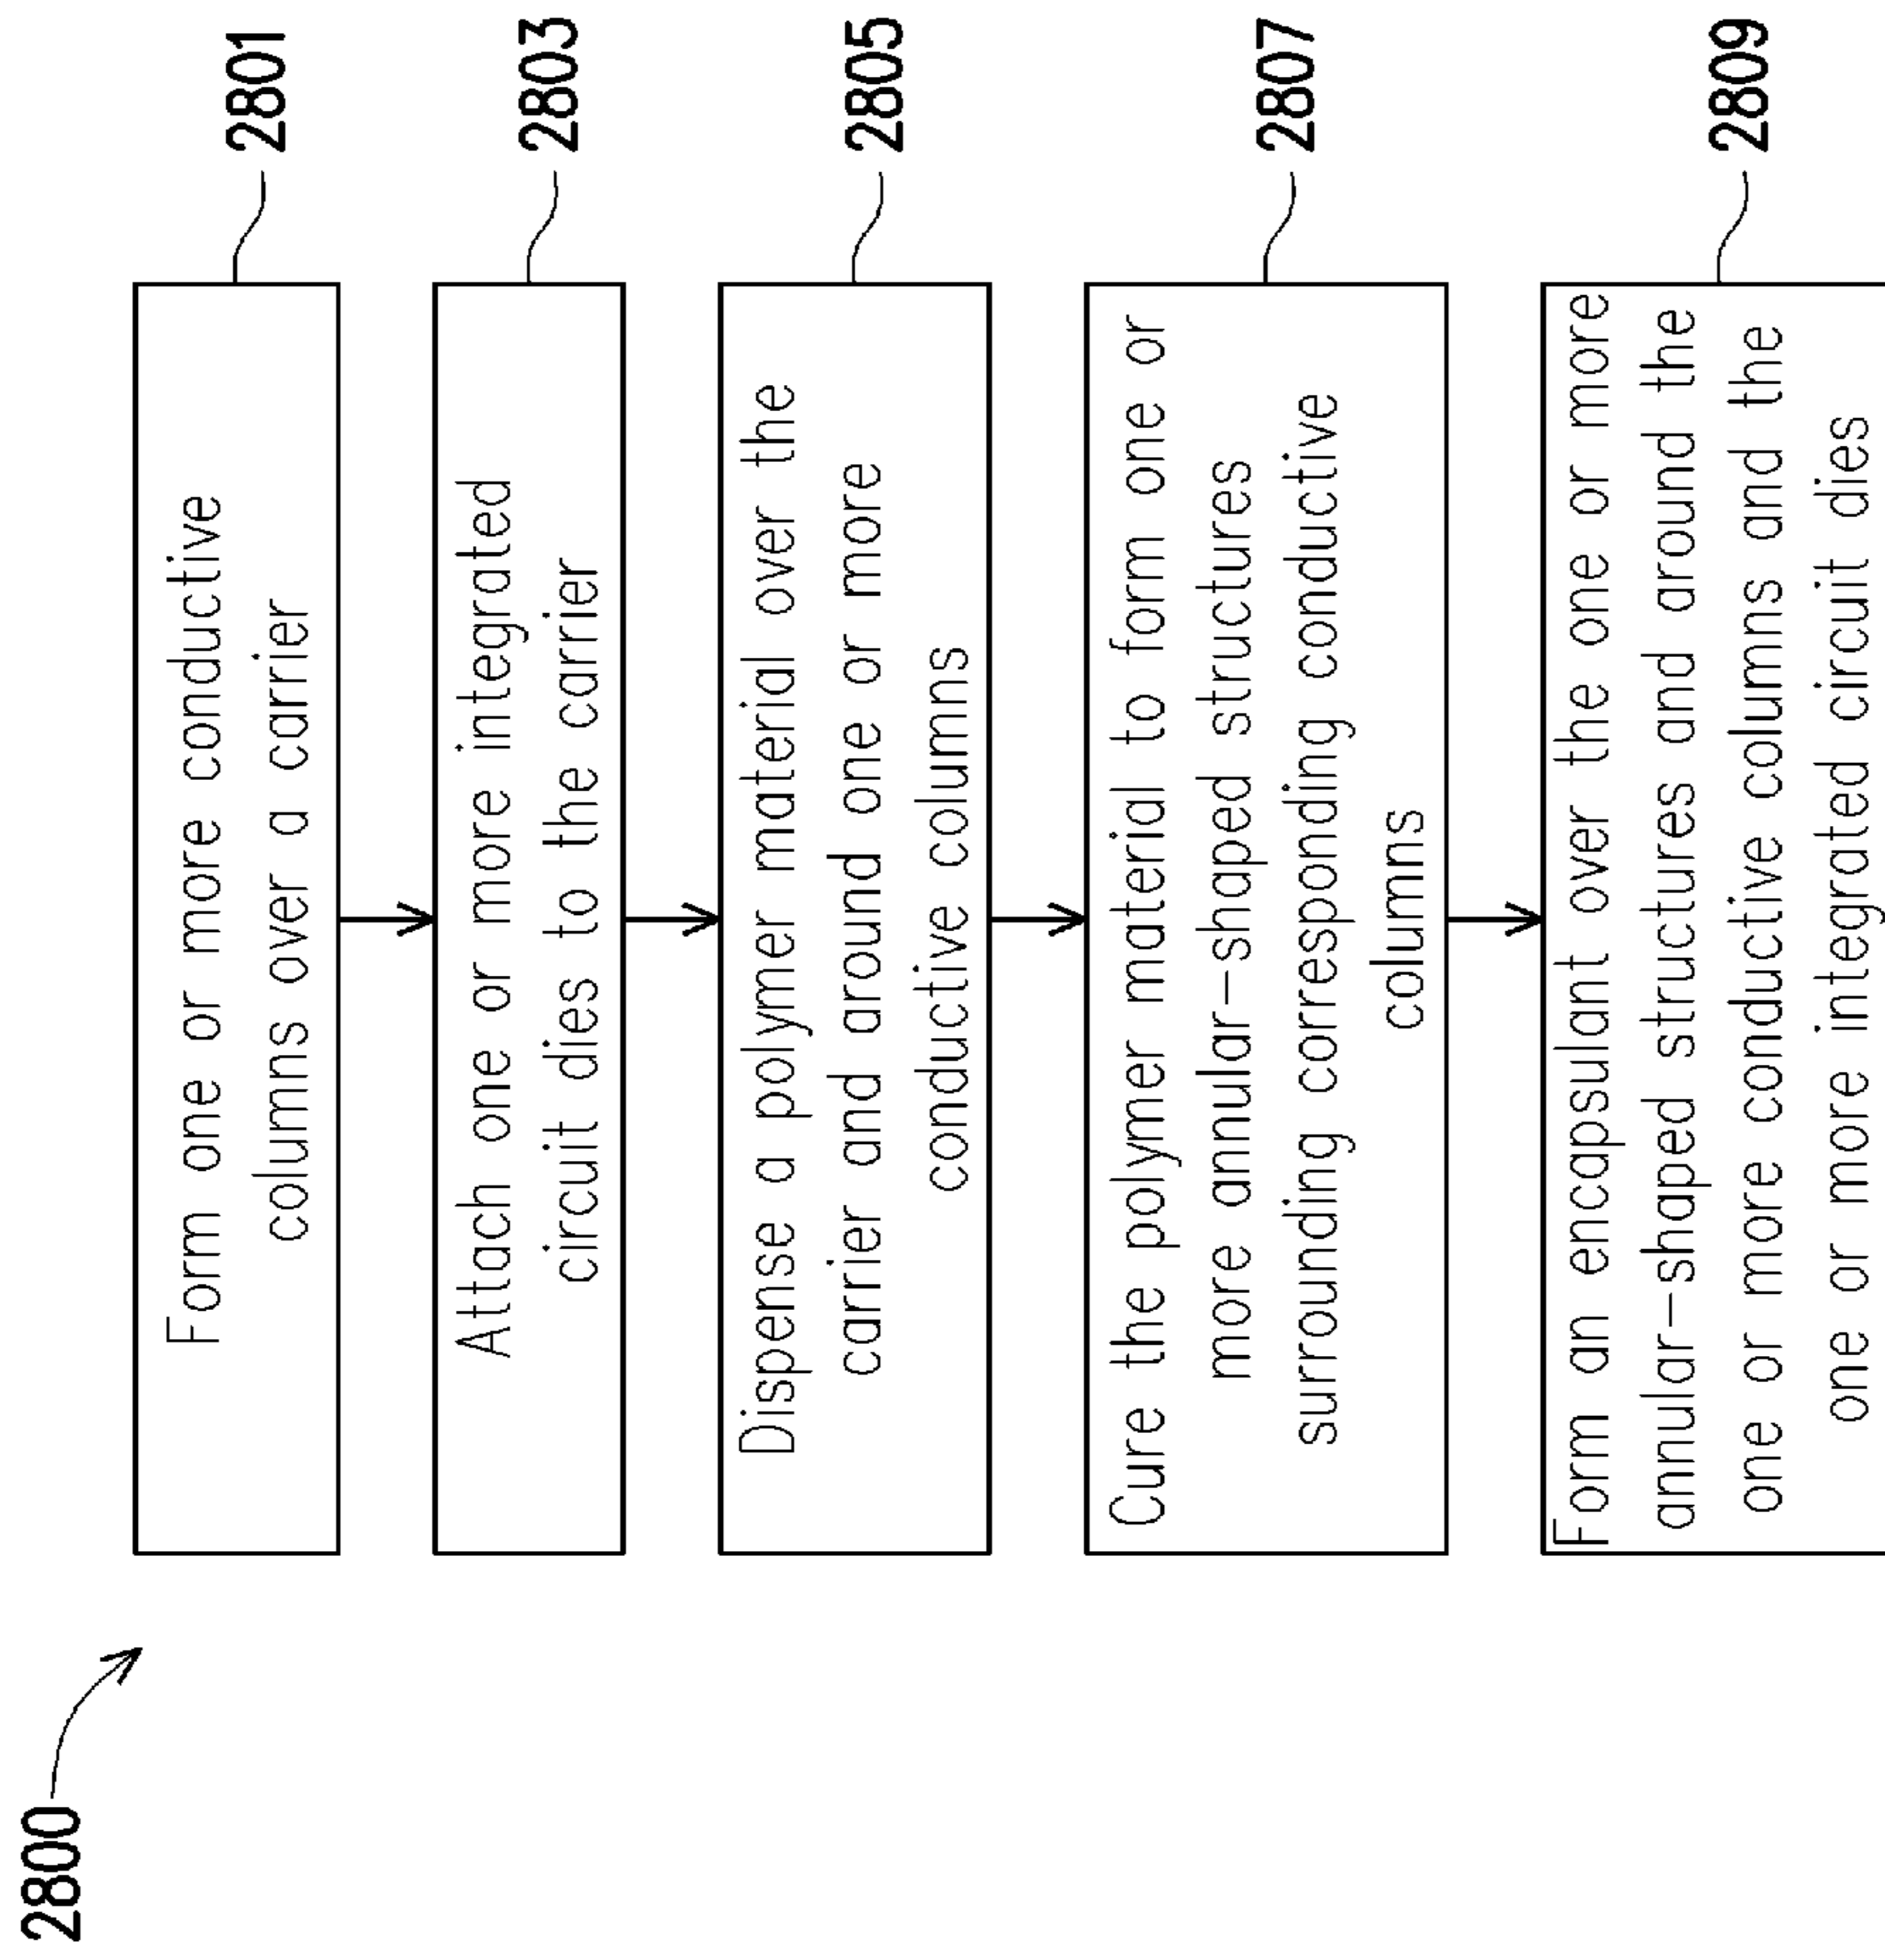 2800
Form one or more conductive
columns over a carrier
2801
Attach one or more integrated
circuit dies to the carrier
2803
Dispense a polymer material over the
carrier and around one or more
conductive columns
2805
Cure the polymer material to form one or
more annular-shaped structures
surrounding corresponding conductive
columns
2807
Form an encapsulant over the one or more
annular-shaped structures and around the
one or more conductive columns and the
one or more integrated circuit dies
2809